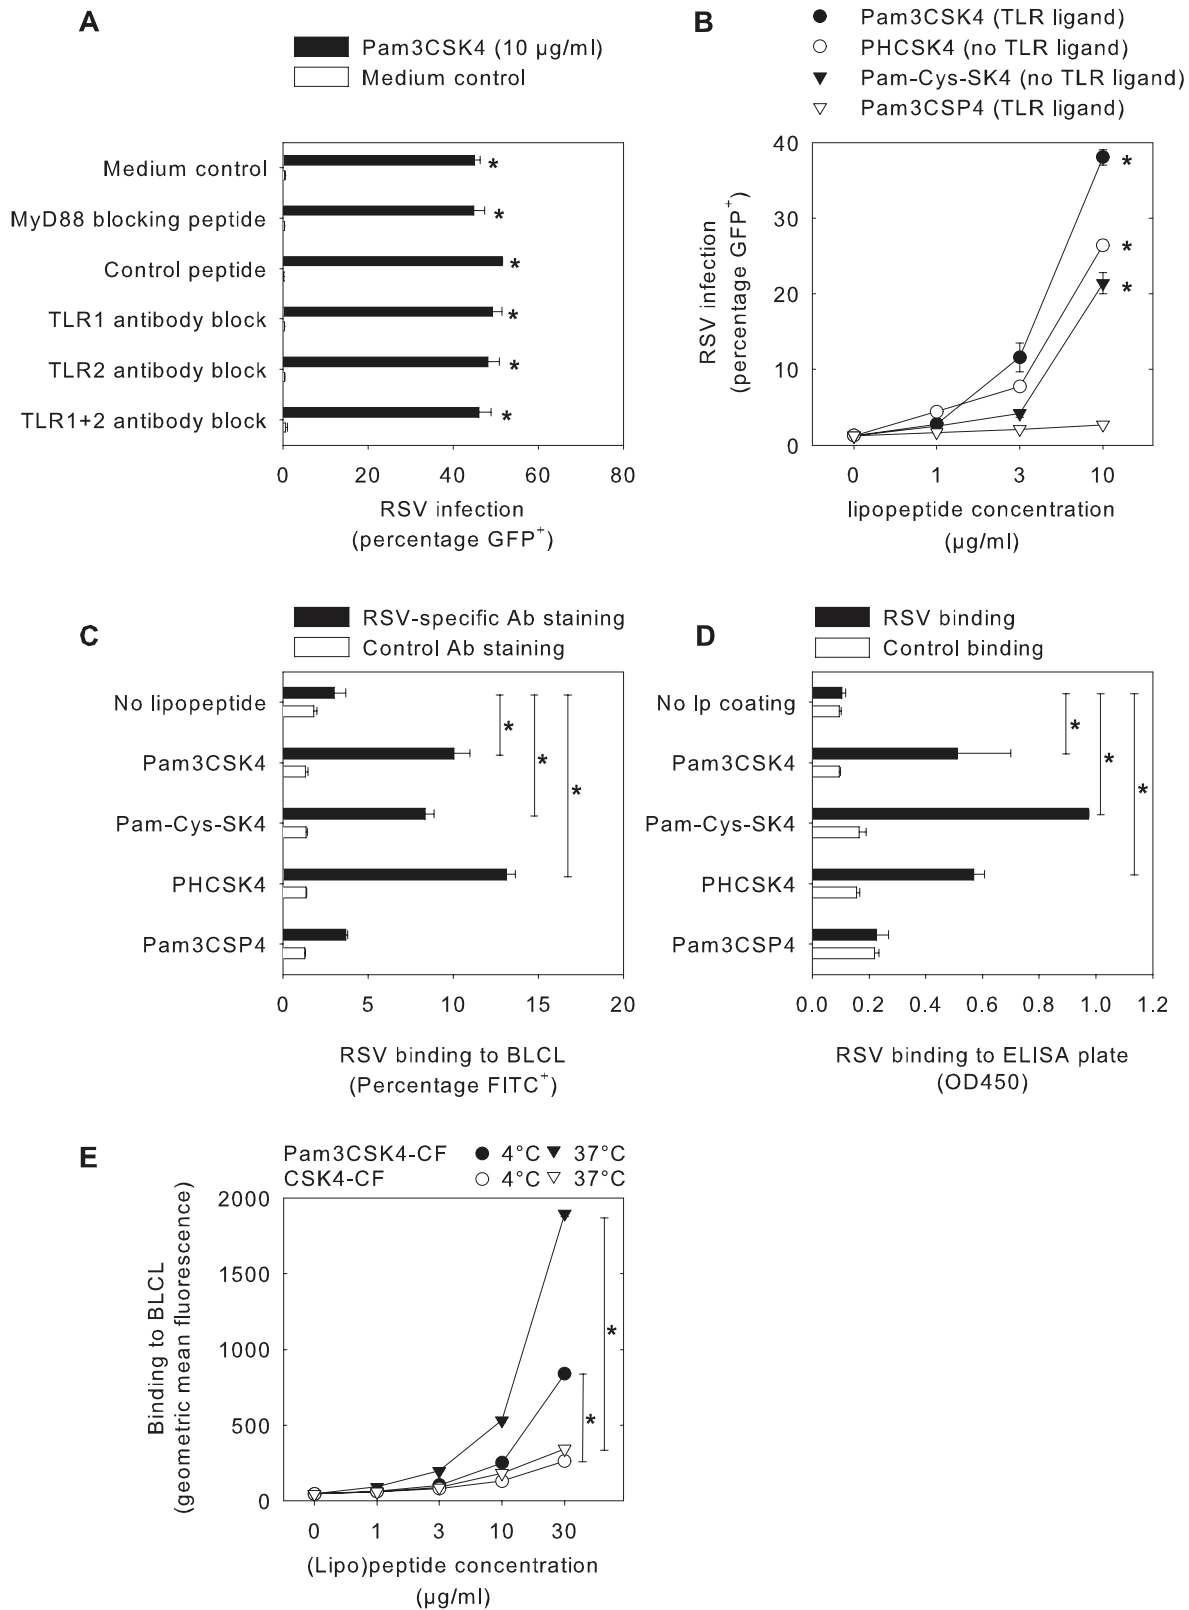 A
Pam3CSK4 (10 µg/ml)
Medium control
Medium control
MyD88 blocking peptide
Control peptide
TLR1 antibody block
TLR2 antibody block
TLR1+2 antibody block
*
*
*
*
*
*
0 20 40 60 80
RSV infection
(percentage GFP+)
B
Pam3CSK4 (TLR ligand)
PHCSK4 (no TLR ligand)
Pam-Cys-SK4 (no TLR ligand)
Pam3CSP4 (TLR ligand)
RSV infection
(percentage GFP+)
40
30
20
10
0
*
*
*
0 1 3 10
lipopeptide concentration
(µg/ml)
C
RSV-specific Ab staining
Control Ab staining
No lipopeptide
Pam3CSK4
Pam-Cys-SK4
PHCSK4
Pam3CSP4
*
*
*
0 5 10 15 20
RSV binding to BLCL
(Percentage FITC+)
D
RSV binding
Control binding
No lp coating
Pam3CSK4
Pam-Cys-SK4
PHCSK4
Pam3CSP4
*
*
*
0.0 0.2 0.4 0.6 0.8 1.0 1.2
RSV binding to ELISA plate
(OD450)
E
Pam3CSK4-CF 4°C 37°C
CSK4-CF 4°C 37°C
Binding to BLCL
(geometric mean fluorescence)
2000
1500
1000
500
0
*
*
0 1 3 10 30
(Lipo)peptide concentration
(µg/ml)